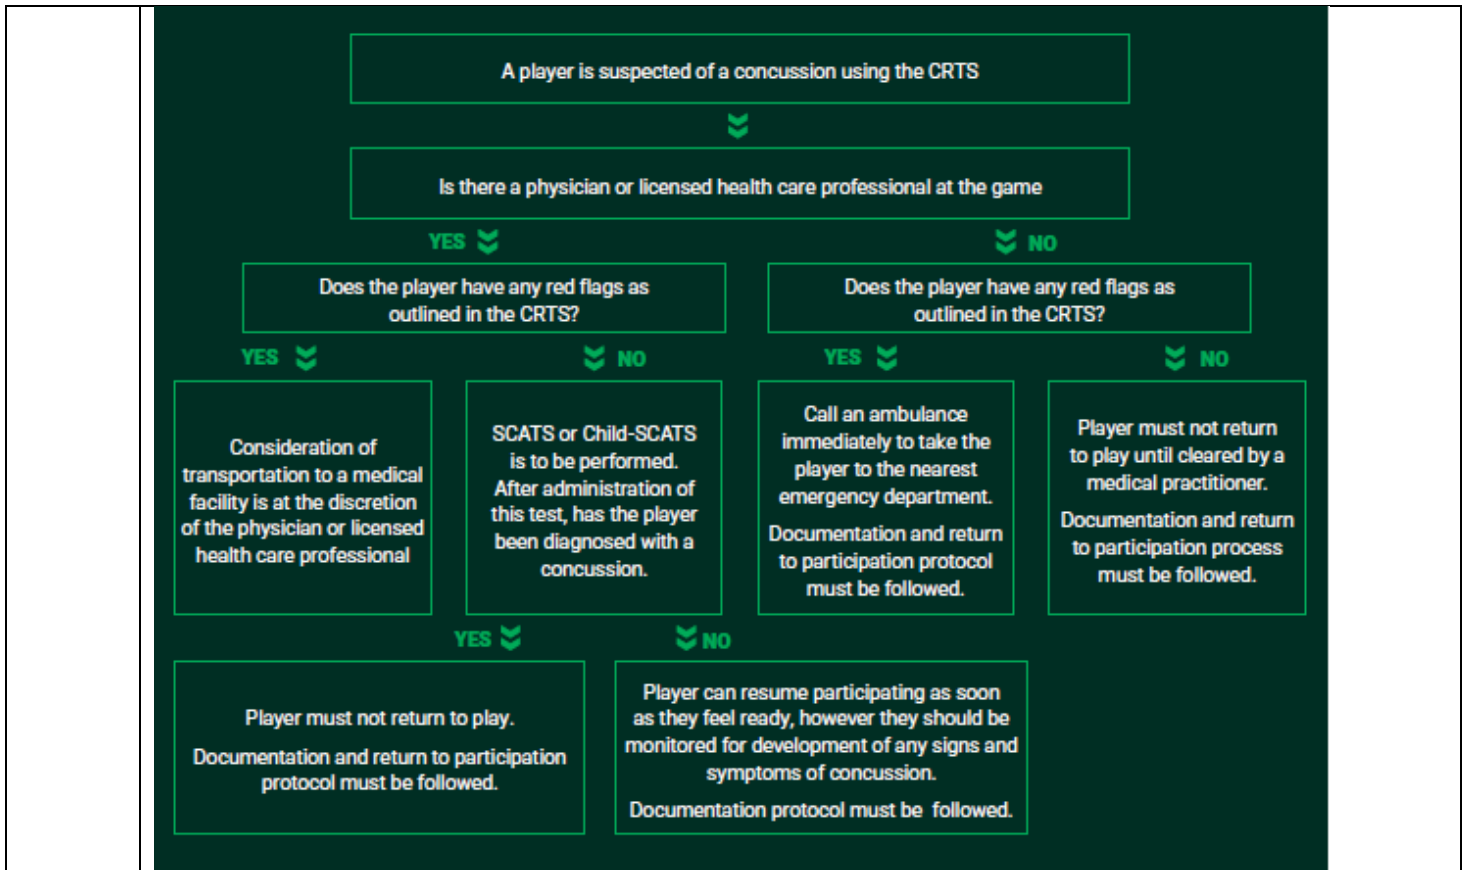 A player is suspected of a concussion using the CRTS
Is there a physician or licensed health care professional at the game
YES
NO
Does the player have any red flags as
outlined in the CRTS?
Does the player have any red flags as
outlined in the CRTS?
YES
NO
YES
NO
Consideration of
transportation to a medical
facility is at the discretion
of the physician or licensed
health care professional
SCATS or Child-SCATS
is to be performed.
After administration of
this test, has the player
been diagnosed with a
concussion.
Call an ambulance
immediately to take the
player to the nearest
emergency department.
Documentation and return
to participation protocol
must be followed.
Player must not return
to play until cleared by a
medical practitioner.
Documentation and return
to participation process
must be followed.
YES
NO
Player must not return to play.
Documentation and return to participation
protocol must be followed.
Player can resume participating as soon
as they feel ready, however they should be
monitored for development of any signs and
symptoms of concussion.
Documentation protocol must be followed.